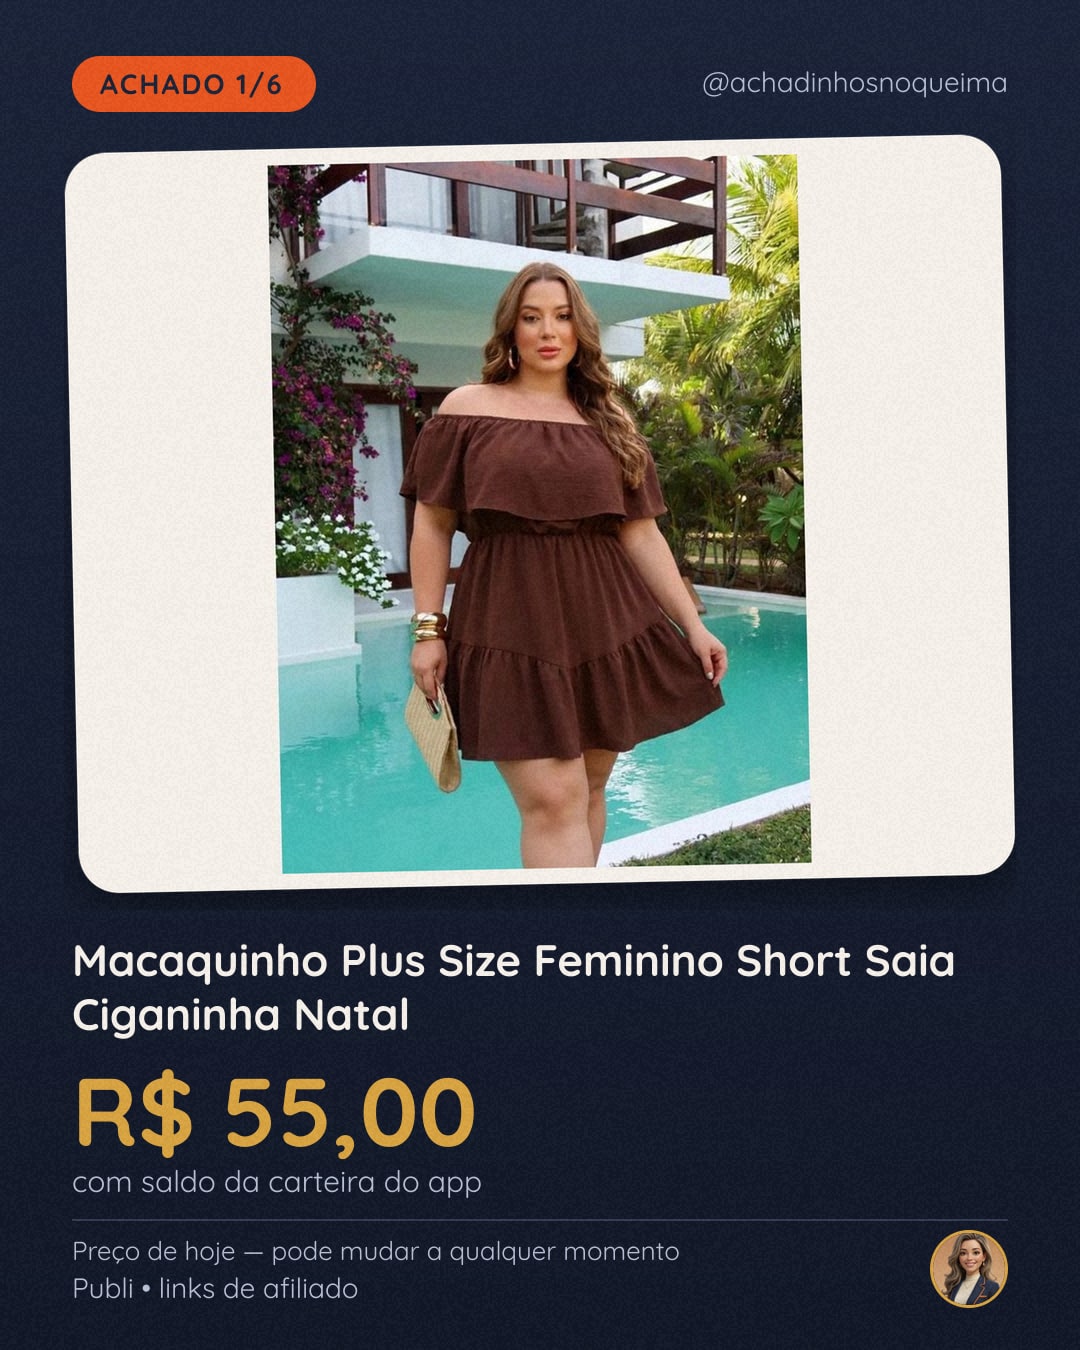 ACHADO 1/6
@achadinhosnoqueima
Macaquinho Plus Size Feminino Short Saia
Ciganinha Natal
R$ 55,00
com saldo da carteira do app
Preço de hoje — pode mudar a qualquer momento
Publi • links de afiliado